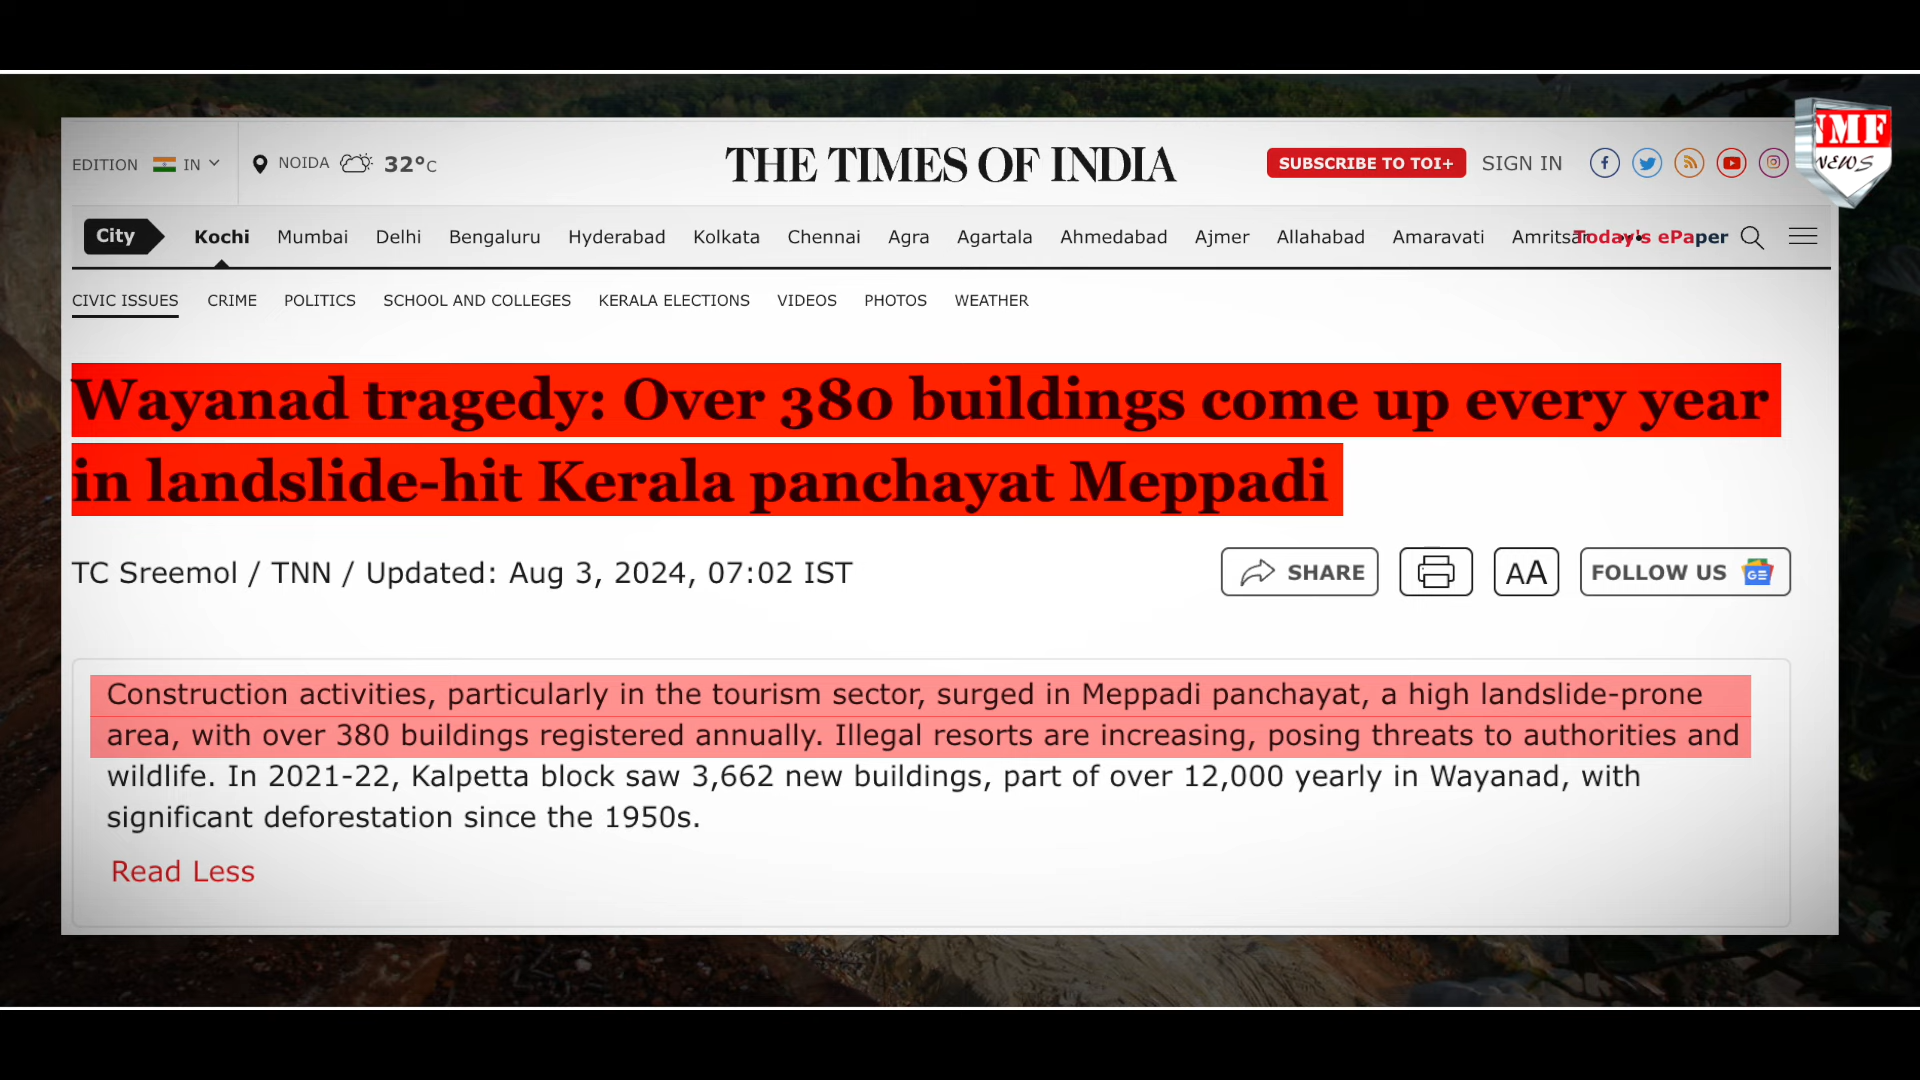 EDITION IN
NOIDA 32°C
THE TIMES OF INDIA
SUBSCRIBE TO TOI+ SIGN IN
NMF
NEWS
City Kochi Mumbai Delhi Bengaluru Hyderabad Kolkata Chennai Agra Agartala Ahmedabad Ajmer Allahabad Amaravati Amritsar Today's ePaper
CIVIC ISSUES CRIME POLITICS SCHOOL AND COLLEGES KERALA ELECTIONS VIDEOS PHOTOS WEATHER
Wayanad tragedy: Over 380 buildings come up every year
in landslide-hit Kerala panchayat Meppadi
TC Sreemol / TNN / Updated: Aug 3, 2024, 07:02 IST
SHARE AA FOLLOW US GE
Construction activities, particularly in the tourism sector, surged in Meppadi panchayat, a high landslide-prone
area, with over 380 buildings registered annually. Illegal resorts are increasing, posing threats to authorities and
wildlife. In 2021-22, Kalpetta block saw 3,662 new buildings, part of over 12,000 yearly in Wayanad, with
significant deforestation since the 1950s.
Read Less